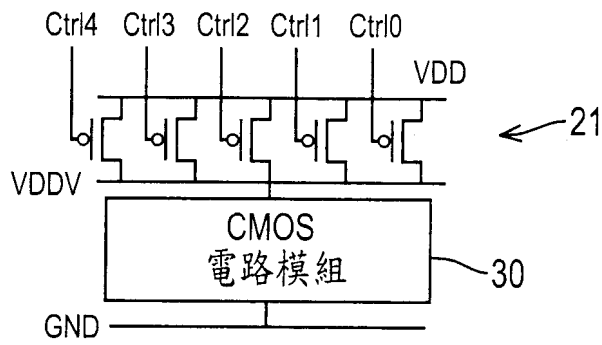 Ctrl4 Ctrl3 Ctrl2 Ctrl1 Ctrl0
VDD
21
VDDV
CMOS
電路模組
30
GND